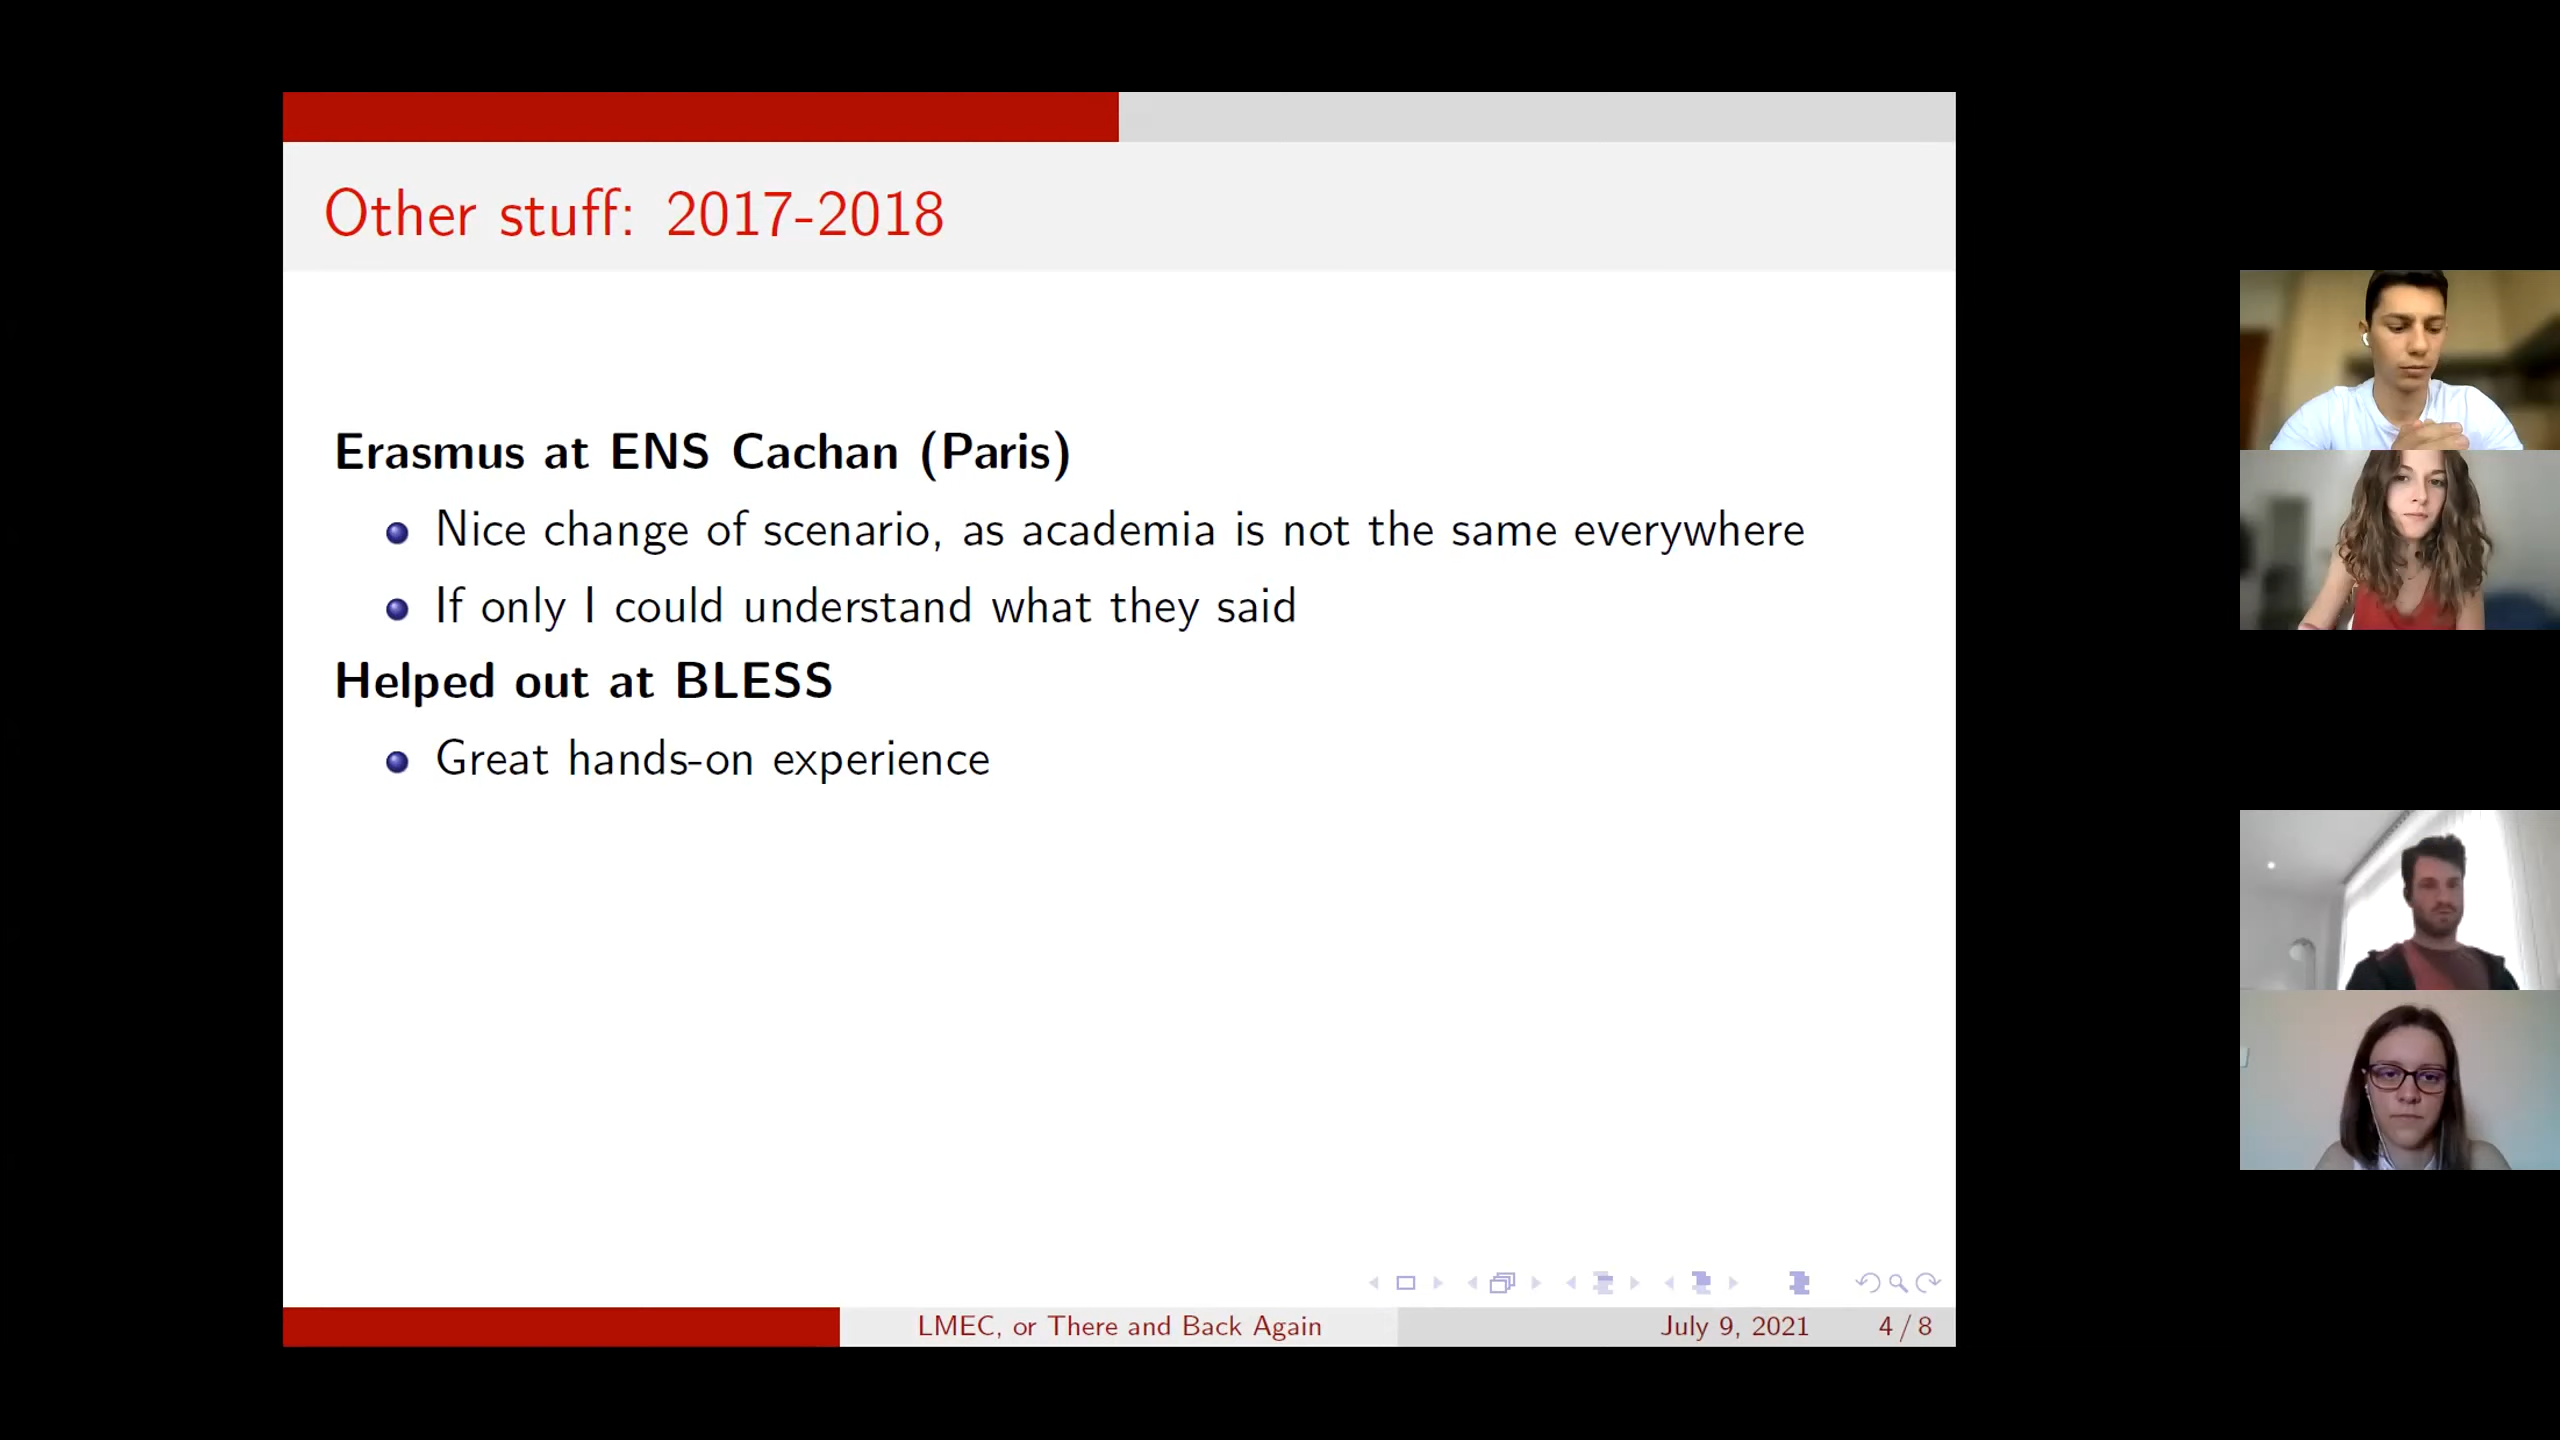 Other stuff: 2017-2018
Erasmus at ENS Cachan (Paris)
Nice change of scenario, as academia is not the same everywhere
If only I could understand what they said
Helped out at BLESS
Great hands-on experience
LMEC, or There and Back Again
July 9, 2021
4 / 8